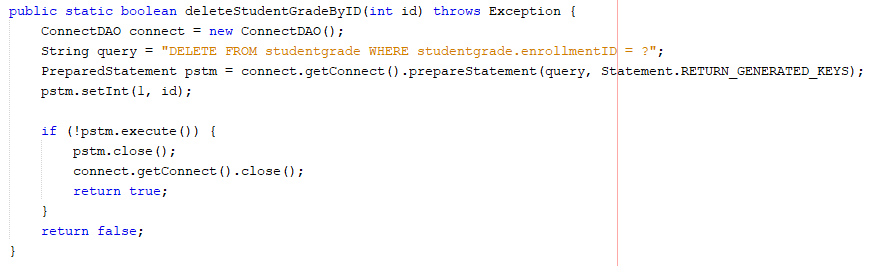 public static boolean deleteStudentGradeByID(int id) throws Exception {
    ConnectDAO connect = new ConnectDAO();
    String query = "DELETE FROM studentgrade WHERE studentgrade.enrollmentID = ?";
    PreparedStatement pstm = connect.getConnect().prepareStatement(query, Statement.RETURN_GENERATED_KEYS);
    pstm.setInt(1, id);

    if (!pstm.execute()) {
        pstm.close();
        connect.getConnect().close();
        return true;
    }
    return false;
}